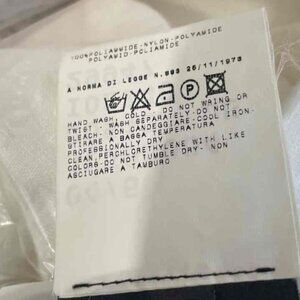 100%POLIAMMIDE-NYLON-POLYAMIDE
POLYAMID-POLIAMIDE
A NORMA DI LEGGE N.883 26/11/1973
P
HAND WASH, COLD. DO NOT WRING OR
TWIST. WASH SEPARATELY-DO NOT
BLEACH. NON CANDEGGIARE-COOL IRON-
STIRARE A BASSA TEMPERATURA
PROFESSIONALLY DRY
CLEAN,PERCHLORETHYLENE WITH LIKE
COLORS-DO NOT TUMBLE DRY- NON
ASCIUGARE A TAMBURO